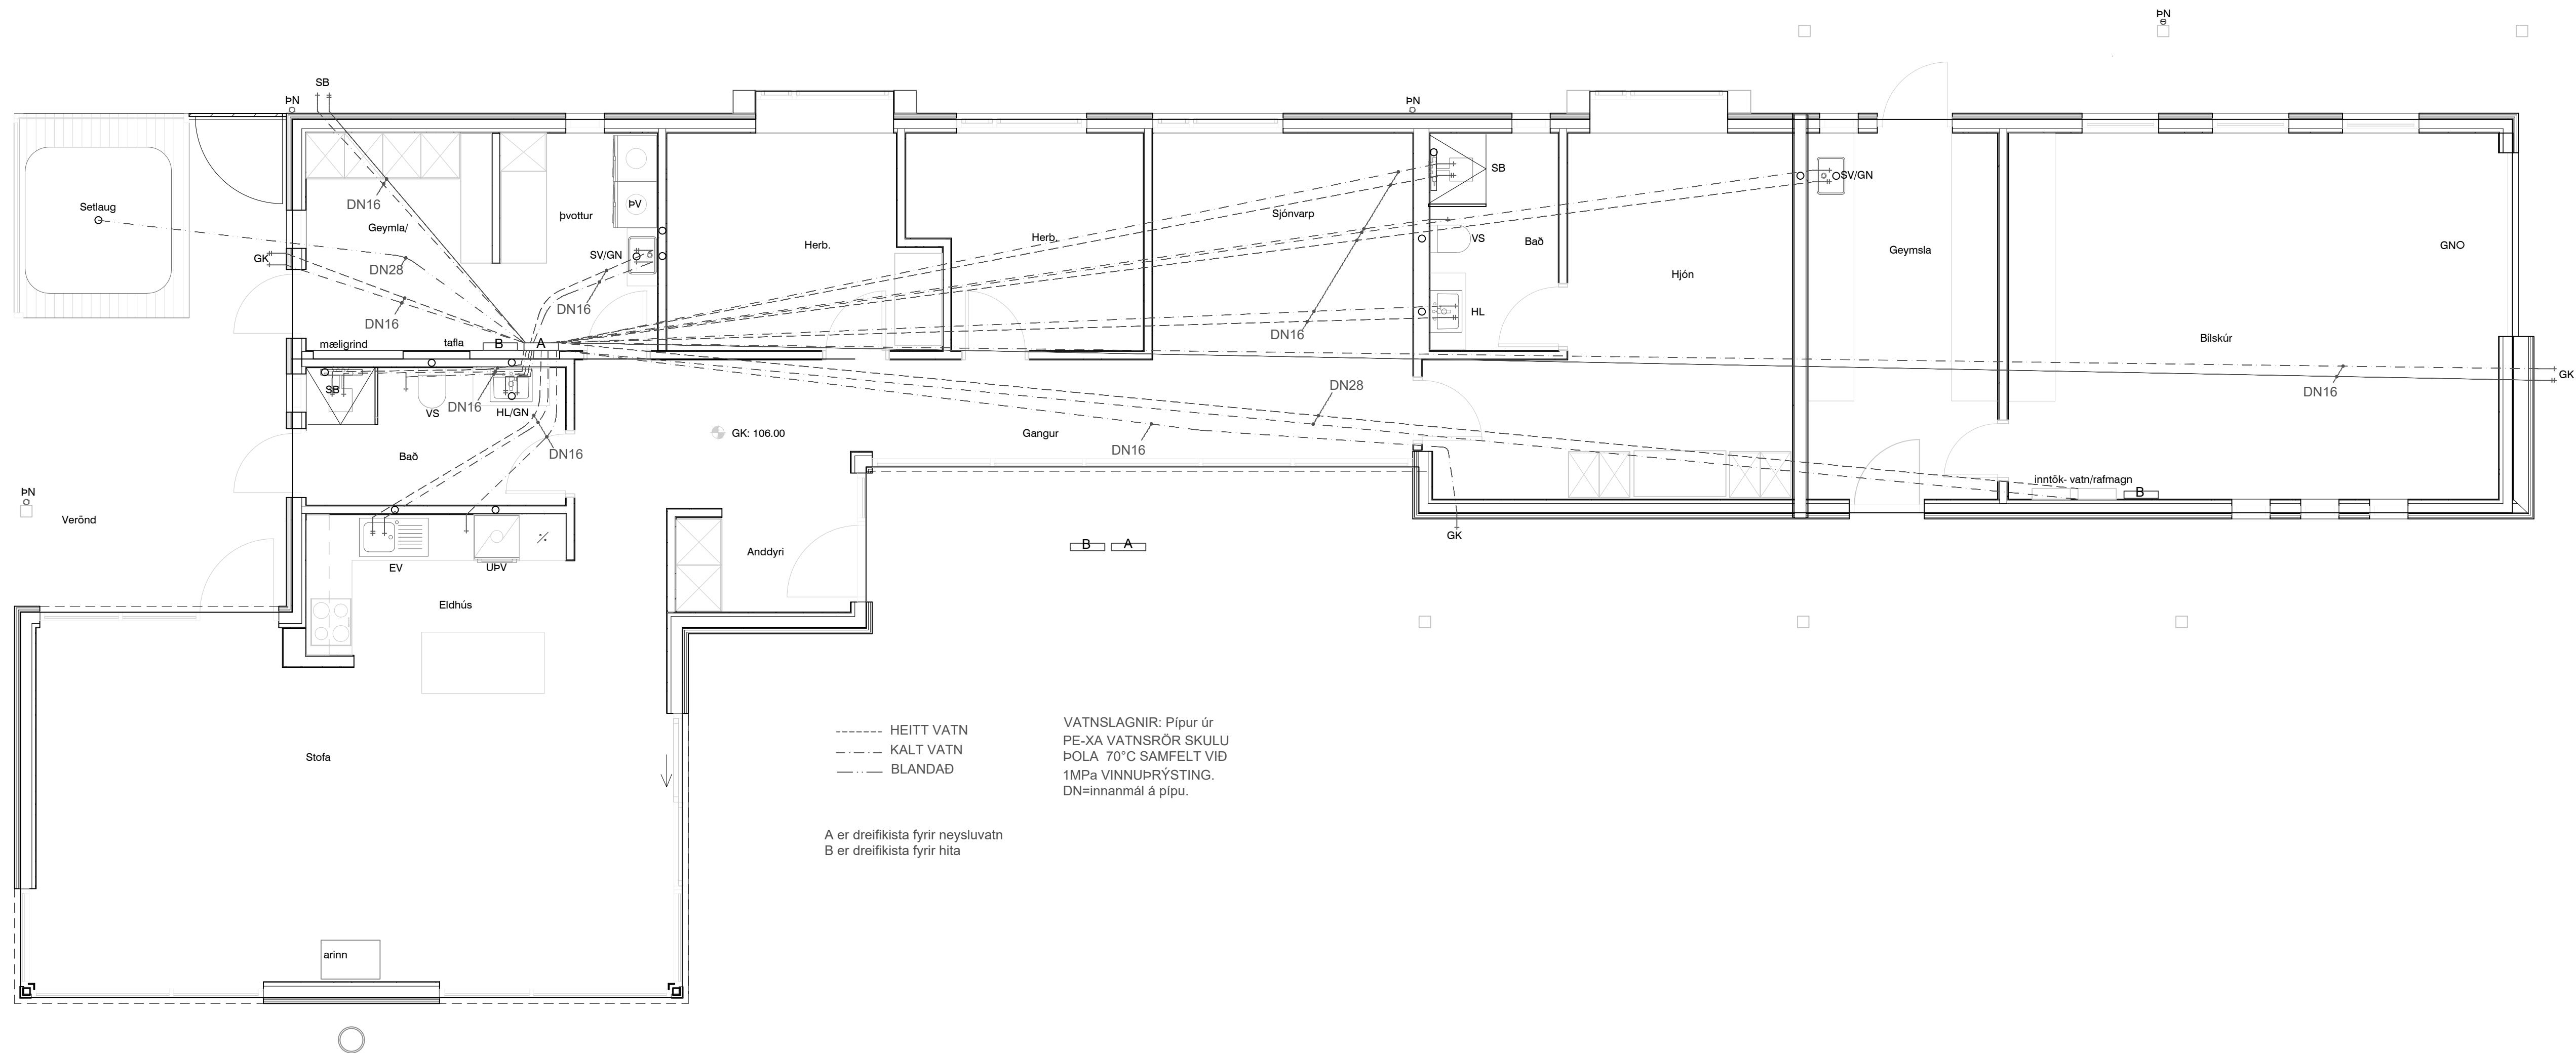 ÞN
SB
ÞN
ÞN
Setlaug
DN16
Geymla/
þvottur
ÞV
Herb.
Herb.
Sjónvarp
SB
SV/GN
VS
Bað
Hjón
Geymsla
GN
GK
DN28
SV/GN
DN16
DN16
HL
DN16
Bílskúr
mæligrind
tafla
B
A
GK
DN16
SB
VS
DN16
HL/GN
DN28
GK: 106.00
Gangur
DN16
Bað
DN16
inntök- vatn/rafmagn
B
ÞN
Verönd
GK
B
A
Anddyri
EV
UÞV
Eldhús
Stofa
arinn
HEITT VATN
KALT VATN
BLANDAÐ
VATNSLAGNIR: Pípur úr
PE-XA VATNSRÖR SKULU
ÞOLA 70°C SAMFELT VIÐ
1MPa VINNUÞRÝSTING.
DN=innanmál á pípu.
A er dreifikista fyrir neysluvatn
B er dreifikista fyrir hita